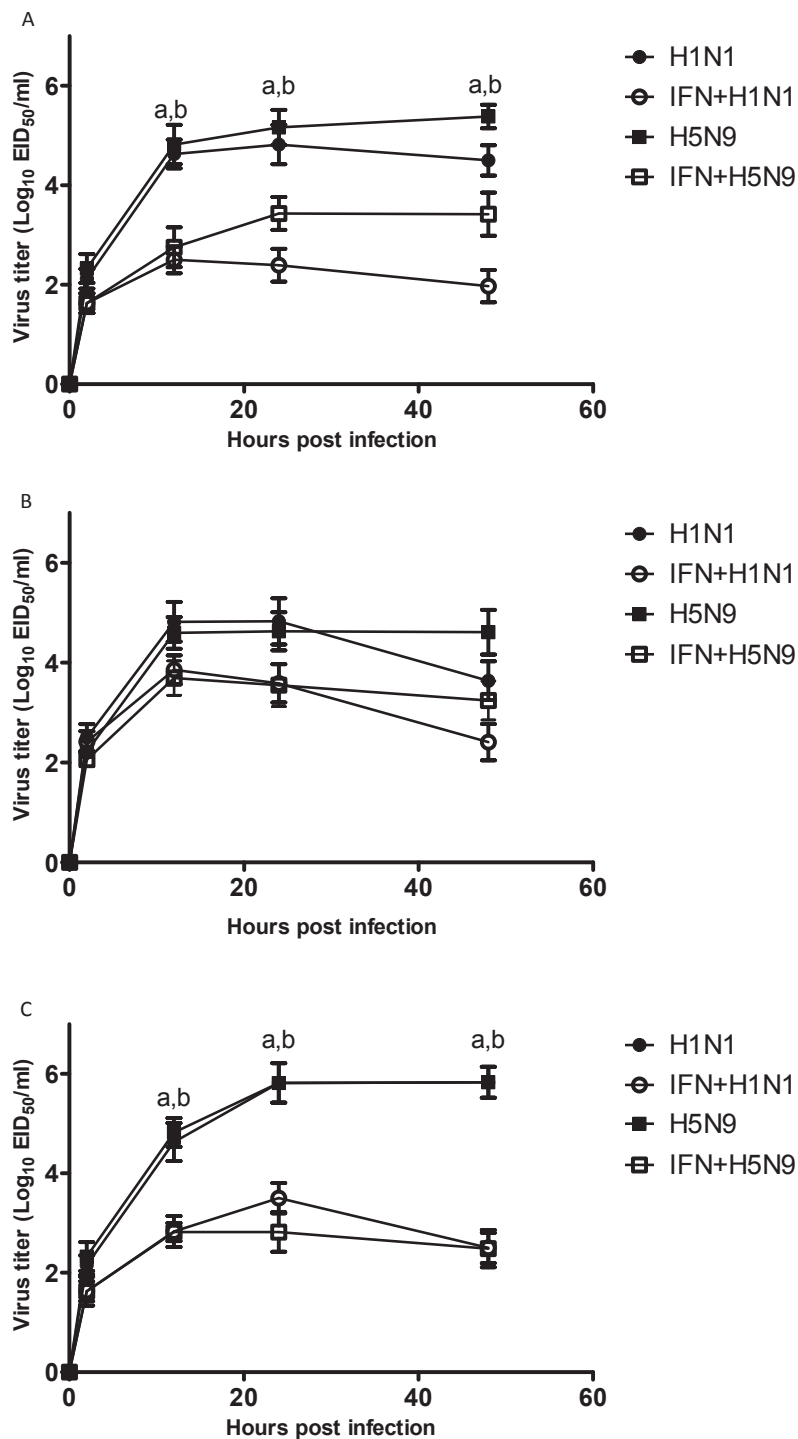 A
Virus titer (Log10 EID50/ml)
6
4
2
0
a,b
a,b
a,b
0
20
40
60
Hours post infection
H1N1
IFN+H1N1
H5N9
IFN+H5N9
B
Virus titer (Log10 EID50/ml)
6
4
2
0
0
20
40
60
Hours post infection
H1N1
IFN+H1N1
H5N9
IFN+H5N9
C
Virus titer (Log10 EID50/ml)
6
4
2
0
a,b
a,b
a,b
0
20
40
60
Hours post infection
H1N1
IFN+H1N1
H5N9
IFN+H5N9